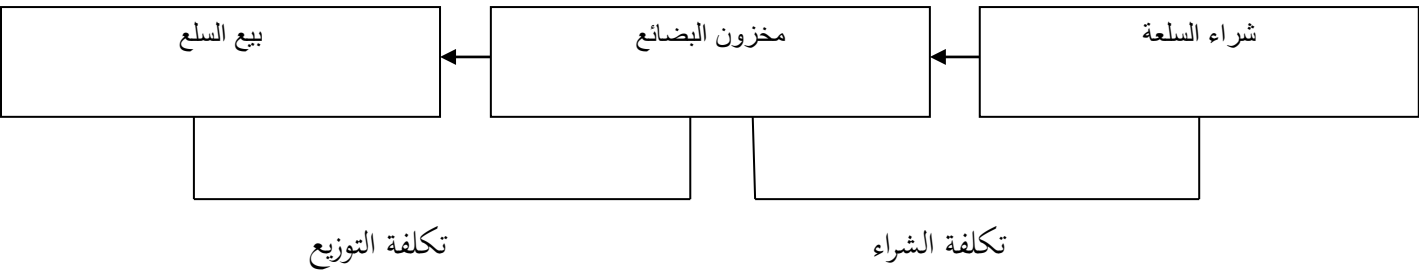 شراء السلعة
مخزون البضائع
بيع السلع
تكلفة الشراء
تكلفة التوزيع